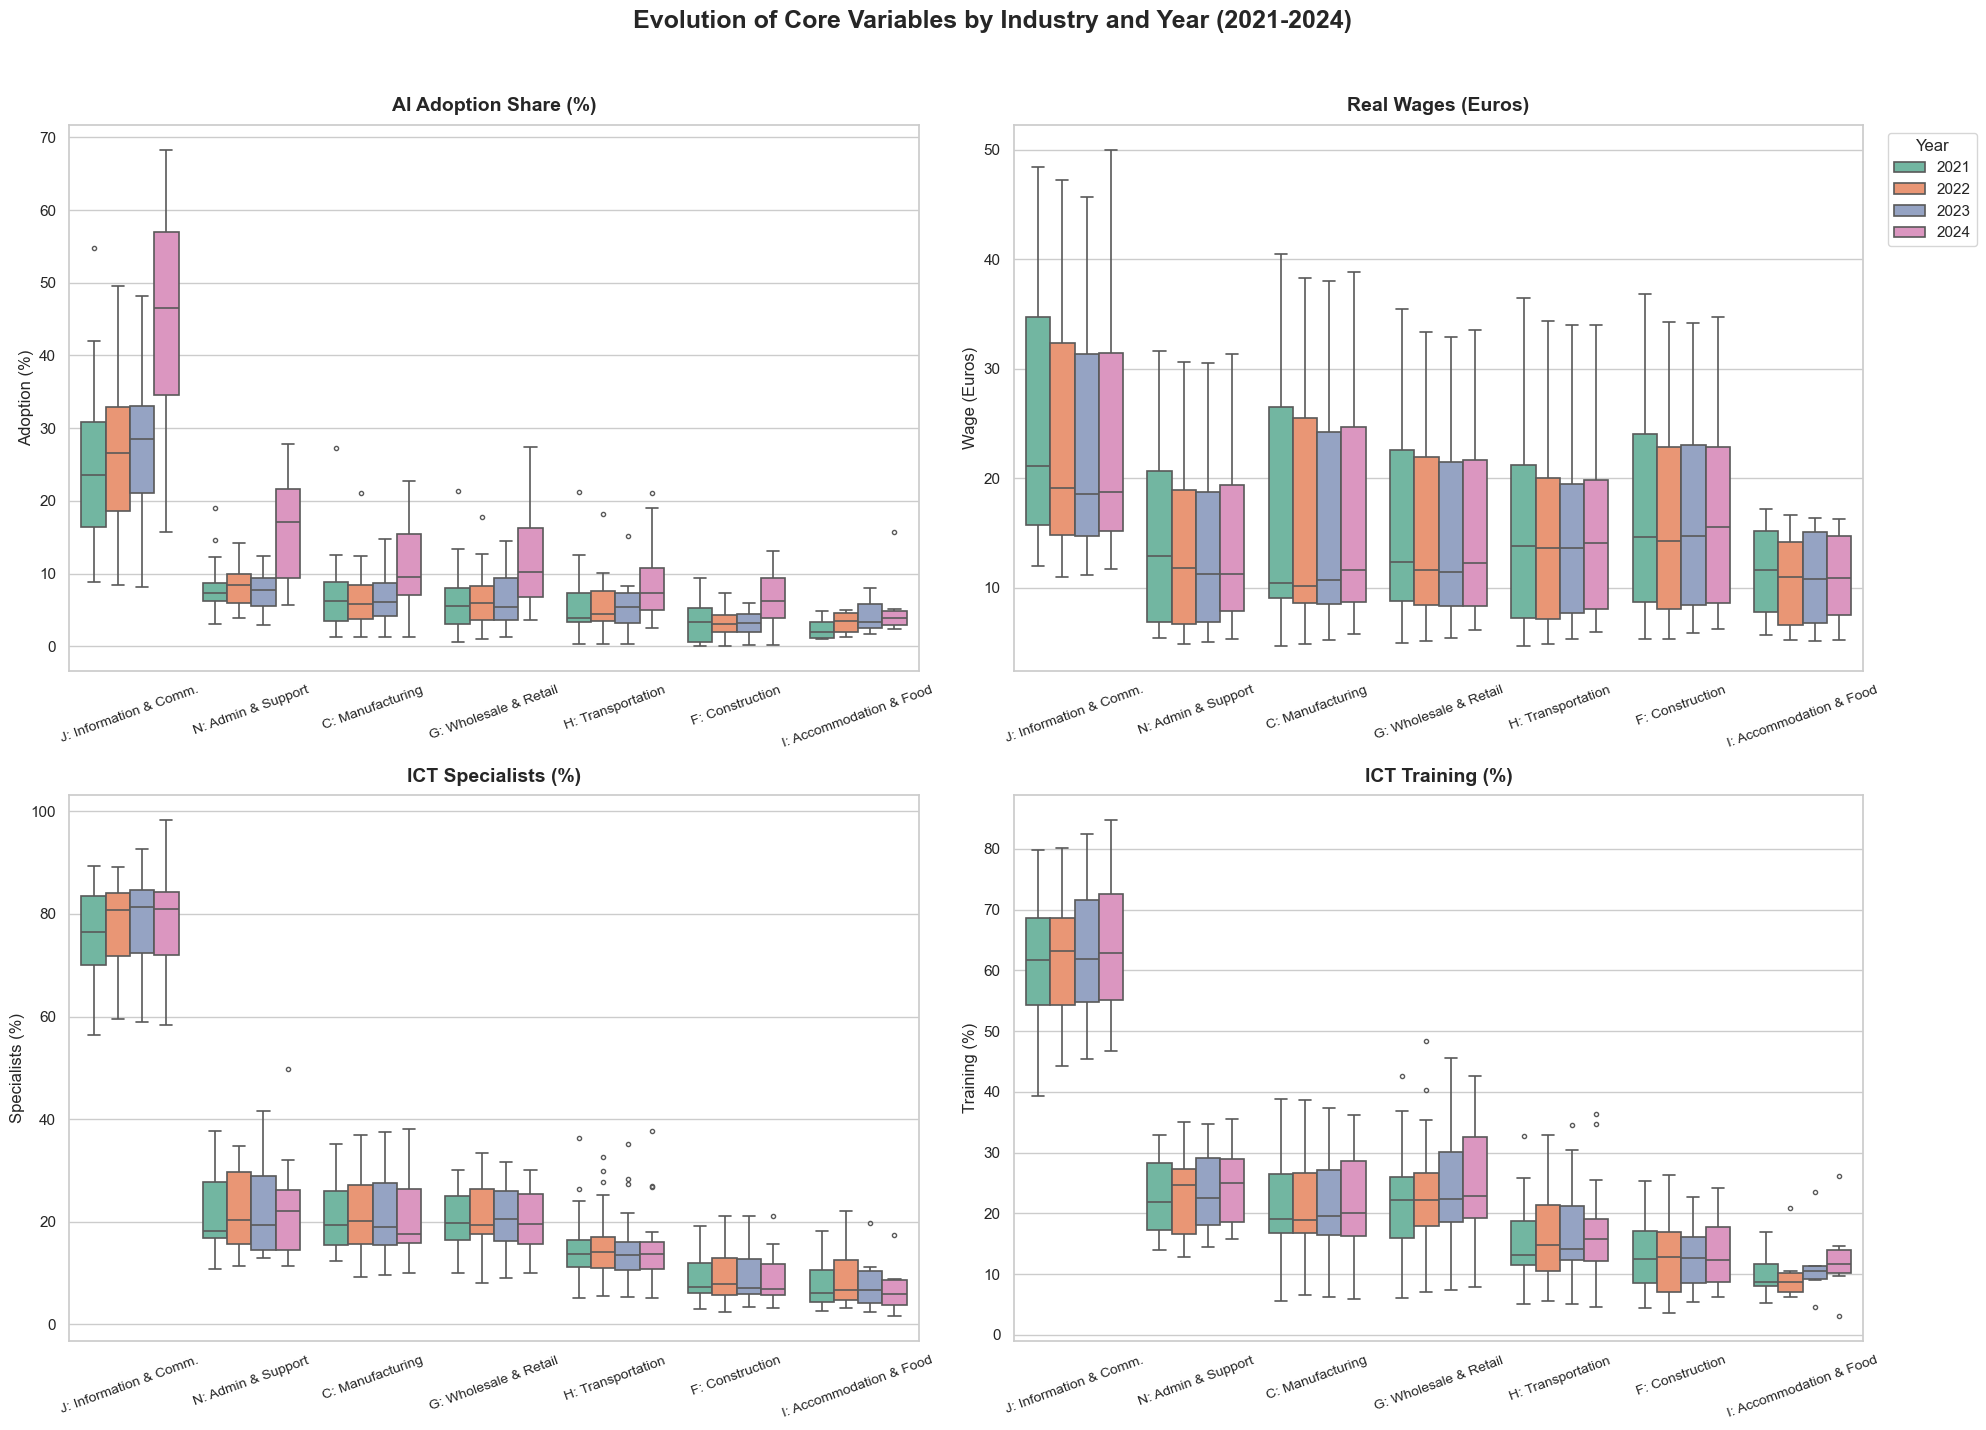 Evolution of Core Variables by Industry and Year (2021-2024)
AI Adoption Share (%)
Adoption (%)
70
60
50
40
30
20
10
0
J: Information & Comm.
N: Admin & Support
C: Manufacturing
G: Wholesale & Retail
H: Transportation
F: Construction
I: Accommodation & Food
Real Wages (Euros)
Wage (Euros)
50
40
30
20
10
J: Information & Comm.
N: Admin & Support
C: Manufacturing
G: Wholesale & Retail
H: Transportation
F: Construction
I: Accommodation & Food
Year
2021
2022
2023
2024
ICT Specialists (%)
Specialists (%)
100
80
60
40
20
0
J: Information & Comm.
N: Admin & Support
C: Manufacturing
G: Wholesale & Retail
H: Transportation
F: Construction
I: Accommodation & Food
ICT Training (%)
Training (%)
80
70
60
50
40
30
20
10
0
J: Information & Comm.
N: Admin & Support
C: Manufacturing
G: Wholesale & Retail
H: Transportation
F: Construction
I: Accommodation & Food